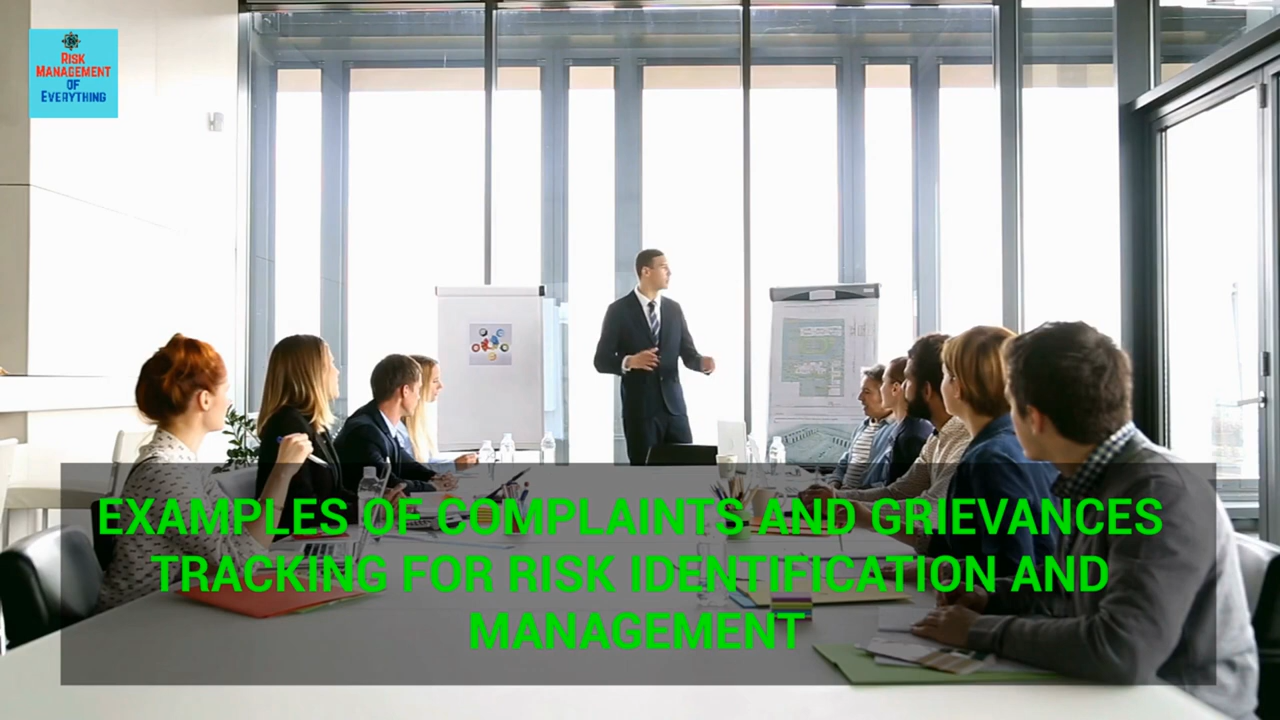 RISK
MANAGEMENT
OF
EVERYTHING
EXAMPLES OF COMPLAINTS AND GRIEVANCES
TRACKING FOR RISK IDENTIFICATION AND
MANAGEMENT